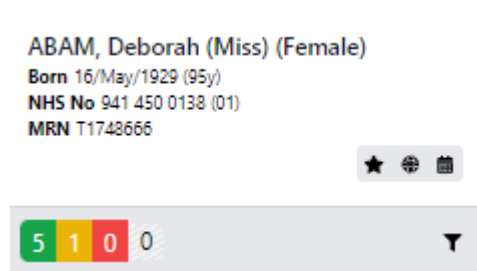 ABAM, Deborah (Miss) (Female)
Born 16/May/1929 (95y)
NHS No 941 450 0138 (01)
MRN T1748666
5 1 0 0